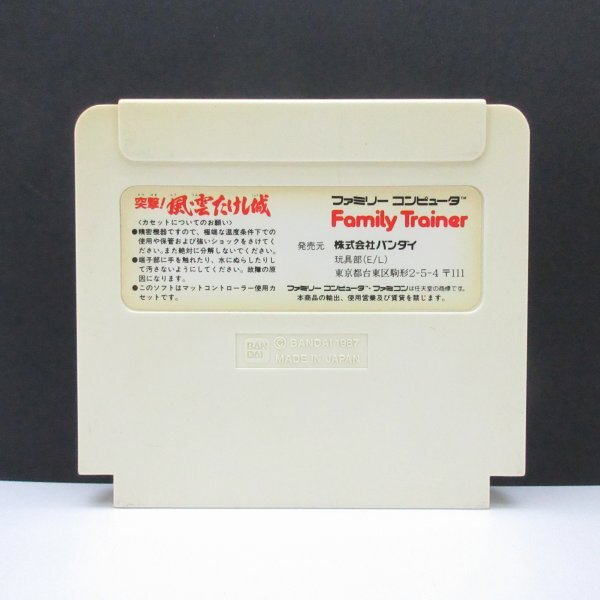 突撃!風雲たけし城
<カセットについてのお願い>
●精密機器ですので、極端な温度条件下での
使用や保管および強いショックをさけてく
ださい。また絶対に分解しないでください。
●端子部に手を触れたり、水にぬらしたりし
て汚さないようにしてください。故障の原
因になります。
●このソフトはマットコントローラー使用カ
セットです。
ファミリー コンピュータ™
Family Trainer
発売元 株式会社バンダイ
玩具部(E/L)
東京都台東区駒形2-5-4 〒111
ファミリー コンピュータ™・ファミコンは任天堂の商標です。
本商品の輸出、使用営業及び賃貸を禁じます。
BAN
DAI
© BANDAI 1987
MADE IN JAPAN